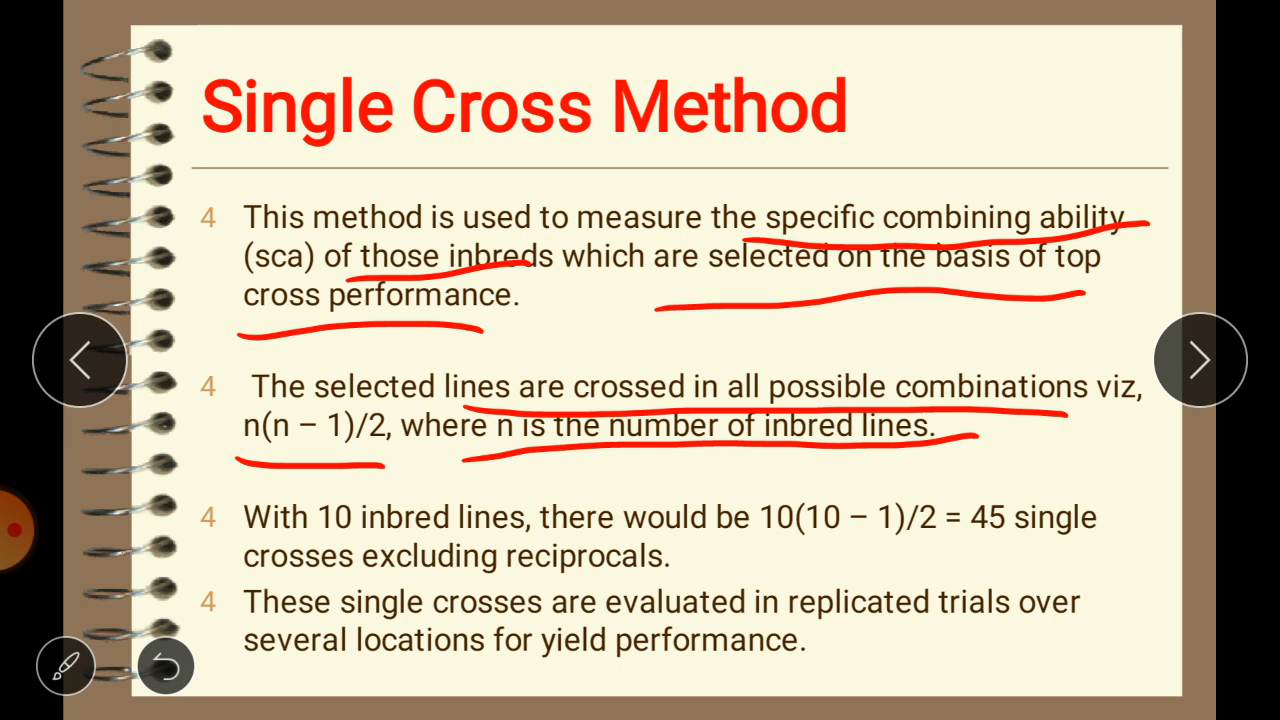 Single Cross Method
4 This method is used to measure the specific combining ability
(sca) of those inbreds which are selected on the basis of top
cross performance.
4 The selected lines are crossed in all possible combinations viz,
n(n – 1)/2, where n is the number of inbred lines.
4 With 10 inbred lines, there would be 10(10 – 1)/2 = 45 single
crosses excluding reciprocals.
4 These single crosses are evaluated in replicated trials over
several locations for yield performance.